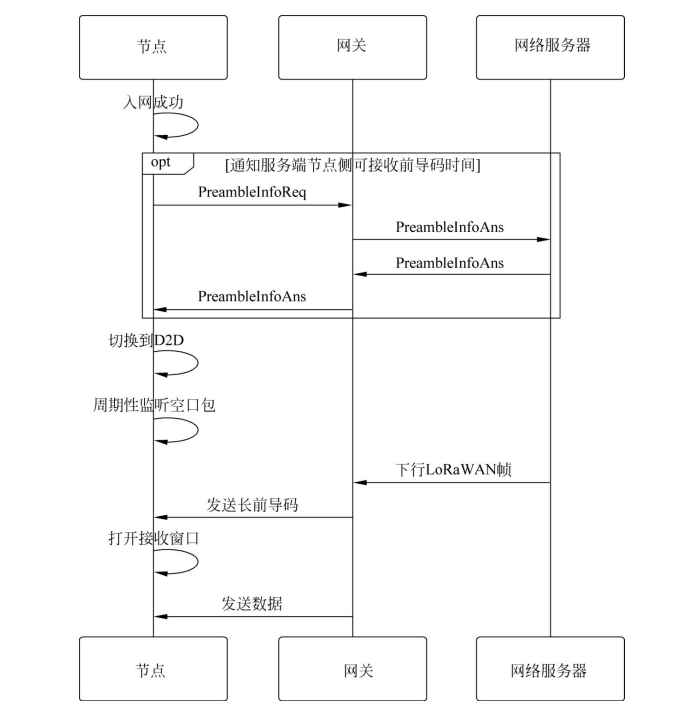 节点 网关 网络服务器
入网成功
opt [通知服务端节点侧可接收前导码时间]
PreambleInfoReq
PreambleInfoAns
PreambleInfoAns
PreambleInfoAns
切换到D2D
周期性监听空口包
下行LoRaWAN帧
发送长前导码
打开接收窗口
发送数据
节点 网关 网络服务器